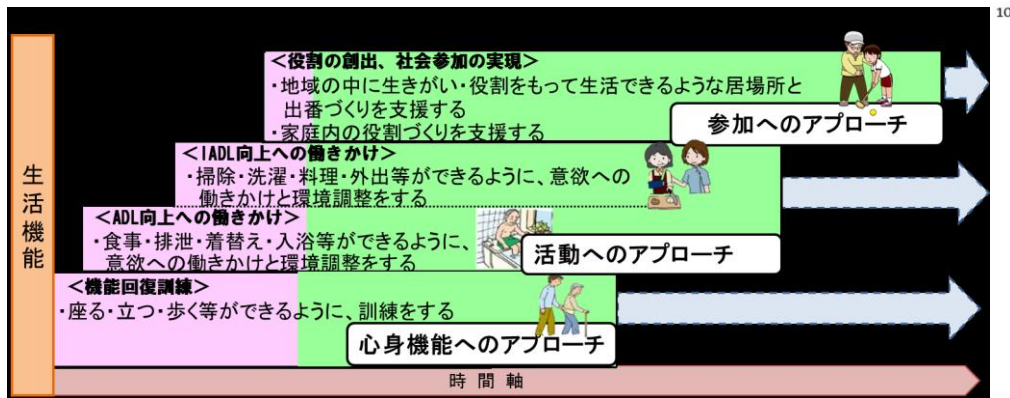 10
生活機能
＜役割の創出、社会参加の実現＞
・地域の中に生きがい・役割をもって生活できるような居場所と
出番づくりを支援する
・家庭内の役割づくりを支援する
参加へのアプローチ
＜IADL向上への働きかけ＞
・掃除・洗濯・料理・外出等ができるように、意欲への
働きかけと環境調整をする
＜ADL向上への働きかけ＞
・食事・排泄・着替え・入浴等ができるように、
意欲への働きかけと環境調整をする
活動へのアプローチ
＜機能回復訓練＞
・座る・立つ・歩く等ができるように、訓練をする
心身機能へのアプローチ
時間軸